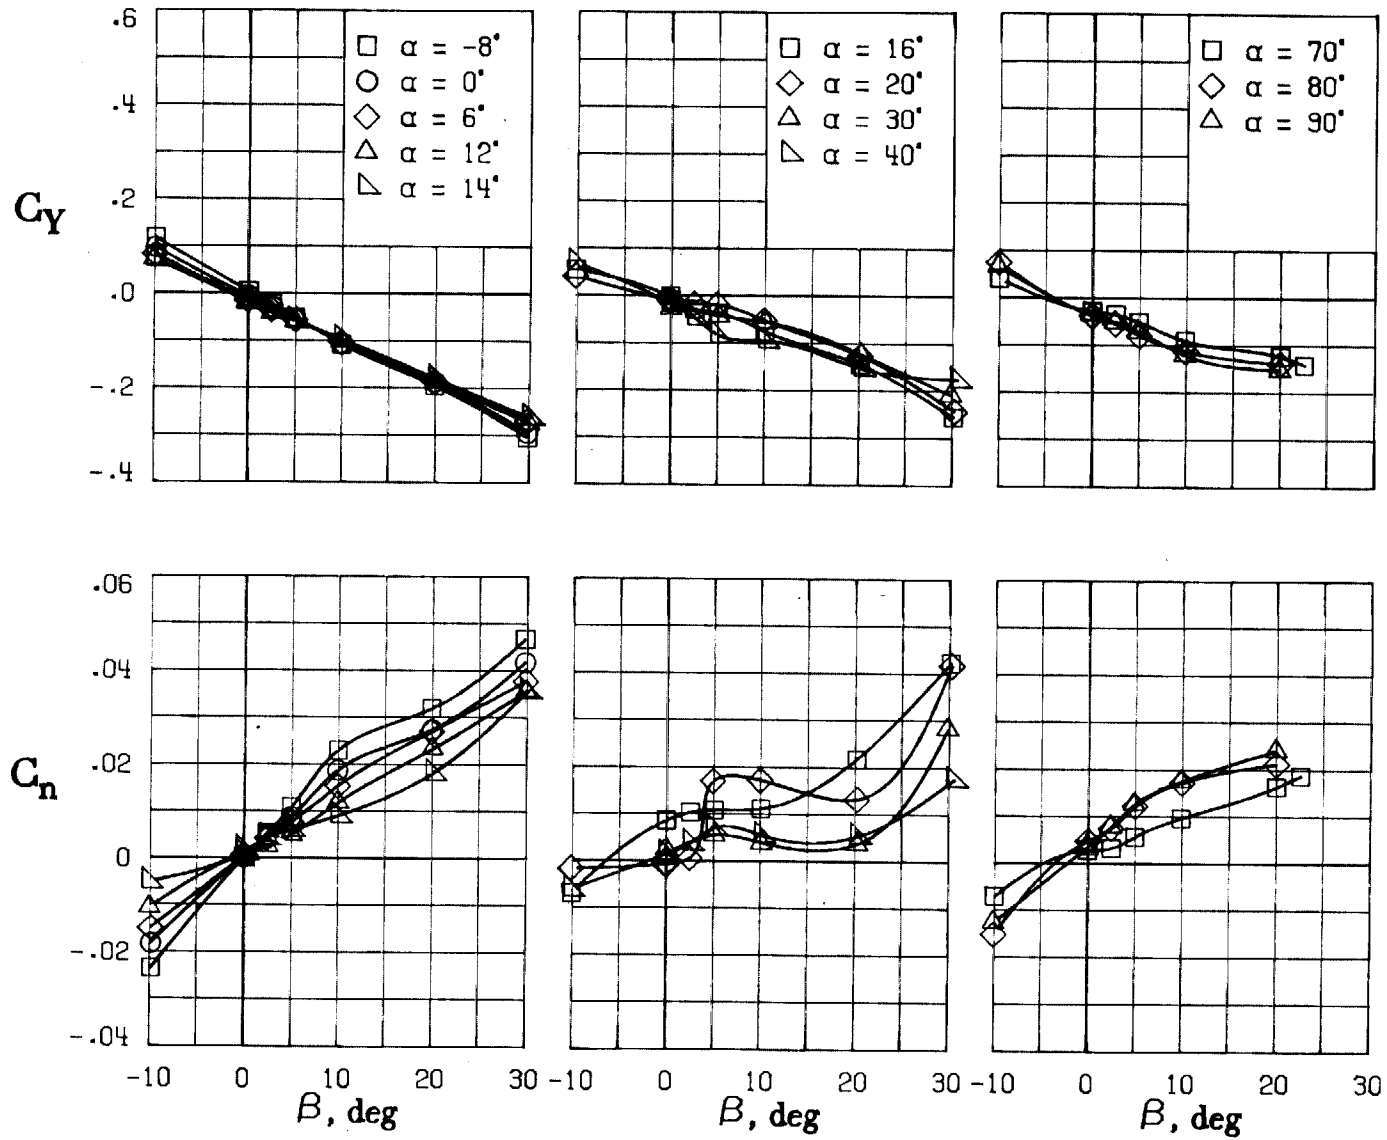 .6
.4
.2
.0
-.2
-.4
C_Y
α = -8°
α = 0°
α = 6°
α = 12°
α = 14°
α = 16°
α = 20°
α = 30°
α = 40°
α = 70°
α = 80°
α = 90°
.06
.04
.02
0
-.02
-.04
C_n
-10 0 10 20 30
β, deg
-10 0 10 20 30
β, deg
-10 0 10 20 30
β, deg